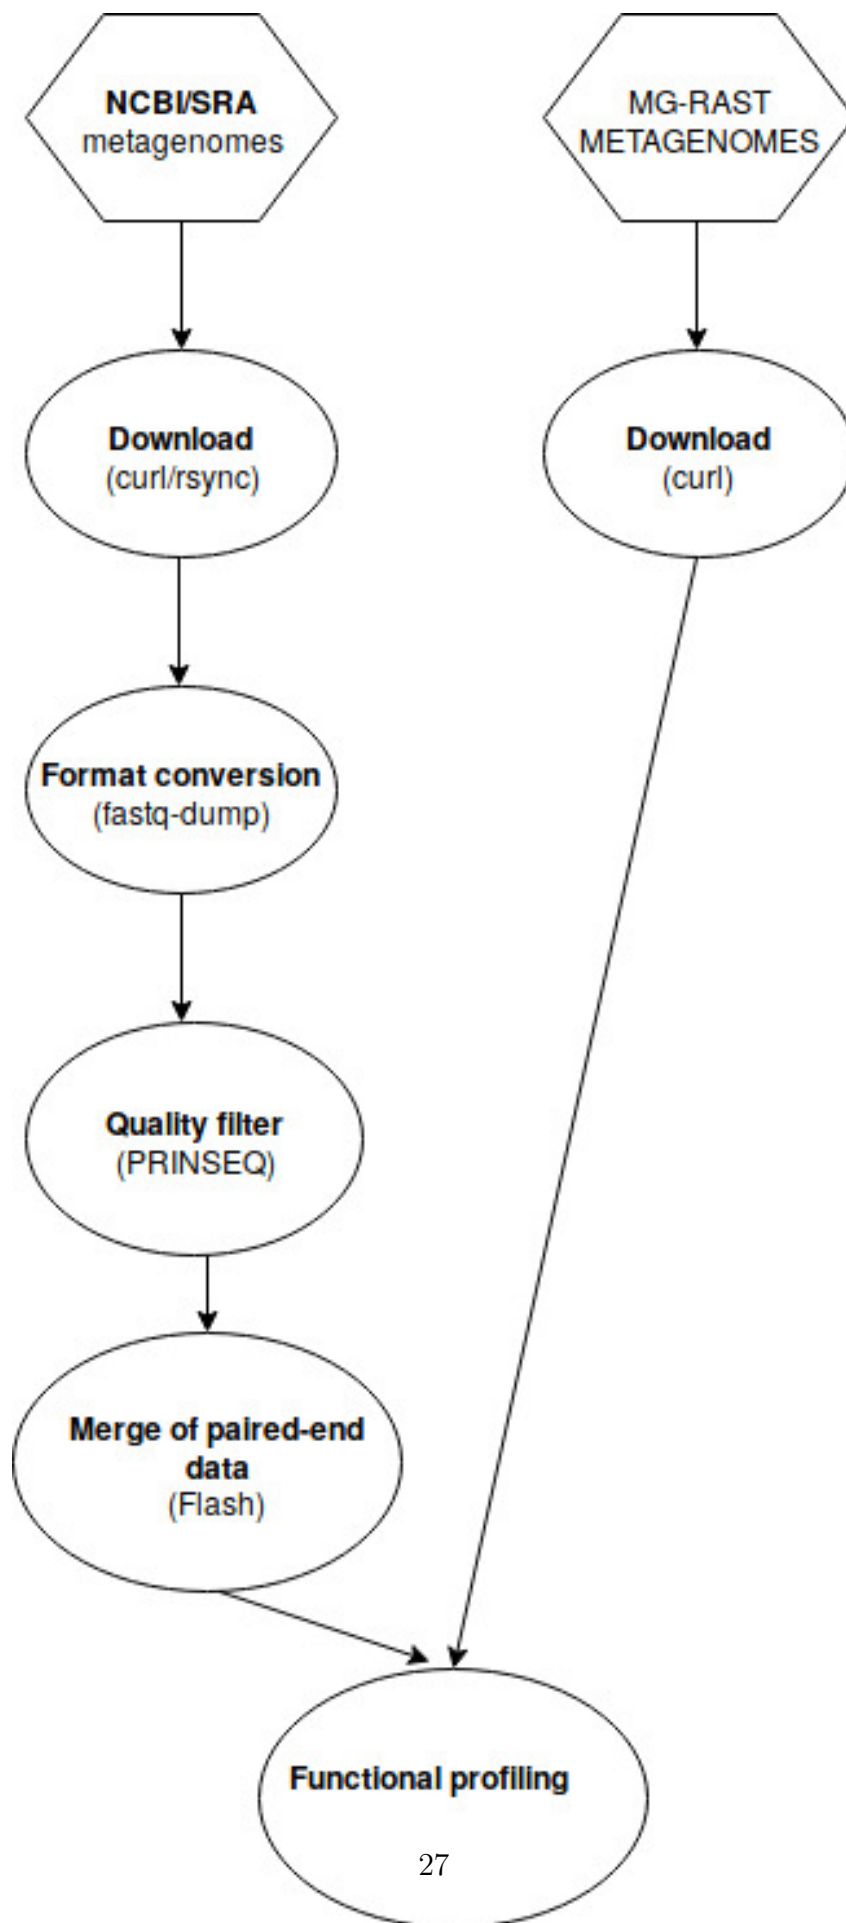 NCBI/SRA
metagenomes
MG-RAST
METAGENOMES
Download
(curl/rsync)
Download
(curl)
Format conversion
(fastq-dump)
Quality filter
(PRINSEQ)
Merge of paired-end
data
(Flash)
Functional profiling
27